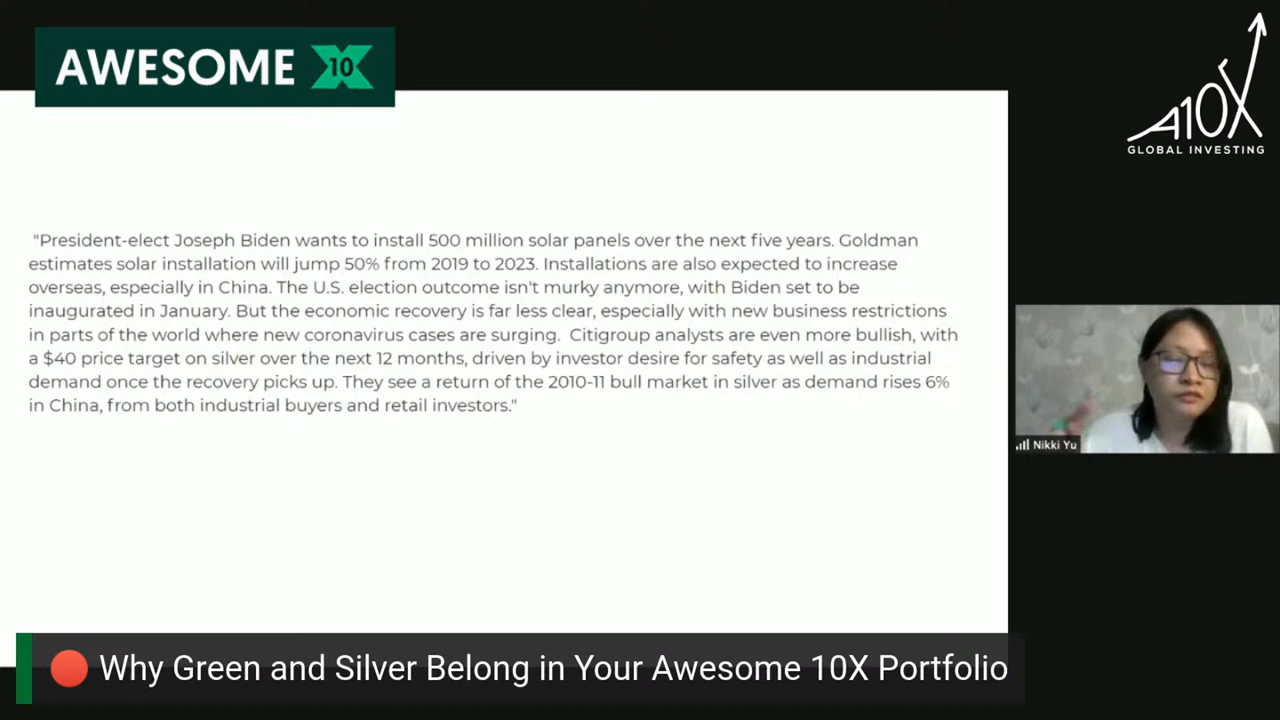 AWESOME 10X
A10X
GLOBAL INVESTING
"President-elect Joseph Biden wants to install 500 million solar panels over the next five years. Goldman
estimates solar installation will jump 50% from 2019 to 2023. Installations are also expected to increase
overseas, especially in China. The U.S. election outcome isn't murky anymore, with Biden set to be
inaugurated in January. But the economic recovery is far less clear, especially with new business restrictions
in parts of the world where new coronavirus cases are surging.  Citigroup analysts are even more bullish, with
a $40 price target on silver over the next 12 months, driven by investor desire for safety as well as industrial
demand once the recovery picks up. They see a return of the 2010-11 bull market in silver as demand rises 6%
in China, from both industrial buyers and retail investors."
Nikki Yu
Why Green and Silver Belong in Your Awesome 10X Portfolio